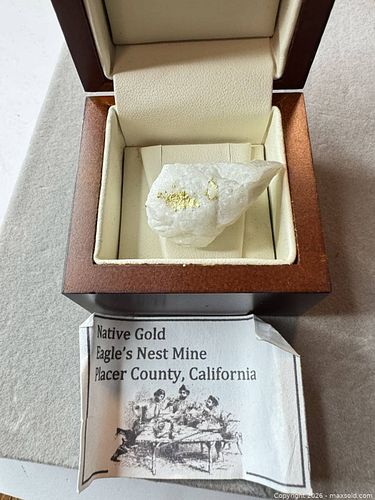 Native Gold
Eagle's Nest Mine
Placer County, California
Copyright 2026 - maxsold.com